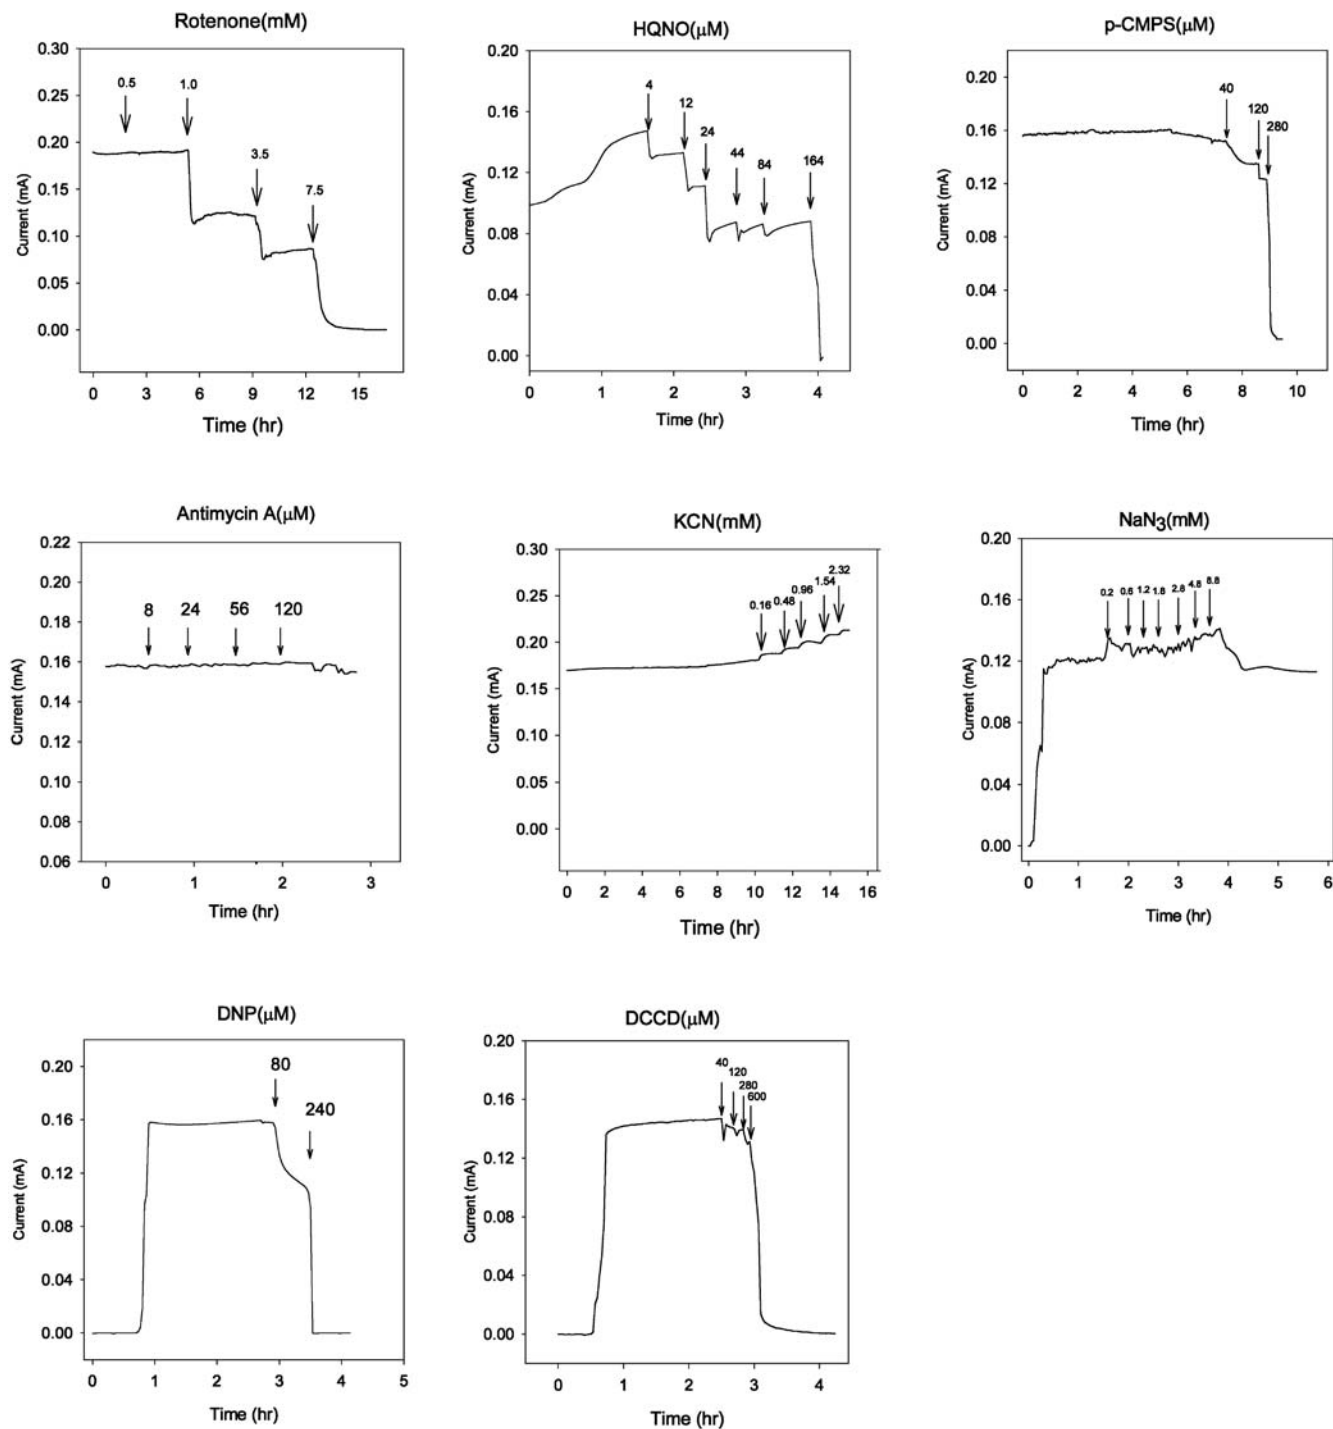 Rotenone(mM)
0.30
0.25
0.20
0.15
0.10
0.05
0.00
Current (mA)
0.5
1.0
3.5
7.5
0 3 6 9 12 15
Time (hr)
HQNO(μM)
0.20
0.16
0.12
0.08
0.04
0.00
Current (mA)
4
12
24
44
84
164
0 1 2 3 4
Time (hr)
p-CMPS(μM)
0.20
0.16
0.12
0.08
0.04
0.00
Current (mA)
40
120
280
0 2 4 6 8 10
Time (hr)
Antimycin A(μM)
0.22
0.20
0.18
0.16
0.14
0.12
0.10
0.08
0.06
Current (mA)
8 24 56 120
0 1 2 3
Time (hr)
KCN(mM)
0.30
0.25
0.20
0.15
0.10
0.05
0.00
Current (mA)
0.16
0.48
0.96
1.54
2.32
0 2 4 6 8 10 12 14 16
Time (hr)
NaN₃(mM)
0.20
0.16
0.12
0.08
0.04
0.00
Current (mA)
0.2 0.6 1.2 1.8 2.8 4.8 8.8
0 1 2 3 4 5 6
Time (hr)
DNP(μM)
0.20
0.16
0.12
0.08
0.04
0.00
Current (mA)
80
240
0 1 2 3 4 5
Time (hr)
DCCD(μM)
0.20
0.16
0.12
0.08
0.04
0.00
Current (mA)
40
120
280
600
0 1 2 3 4
Time (hr)